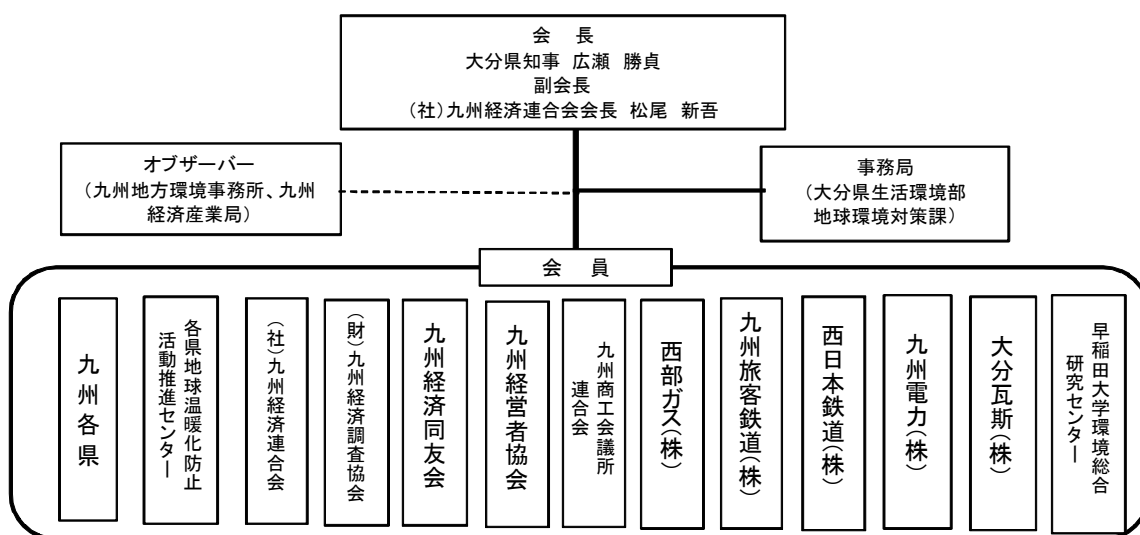 会　長
大分県知事 広瀬 勝貞
副会長
(社)九州経済連合会会長 松尾 新吾
オブザーバー
(九州地方環境事務所、九州
経済産業局)
事務局
(大分県生活環境部
地球環境対策課)
会　員
九州各県
各県地球温暖化防止
活動推進センター
(社)九州経済連合会
(財)九州経済調査協会
九州経済同友会
九州経営者協会
九州商工会議所
連合会
西部ガス(株)
九州旅客鉄道(株)
西日本鉄道(株)
九州電力(株)
大分瓦斯(株)
早稲田大学環境総合
研究センター